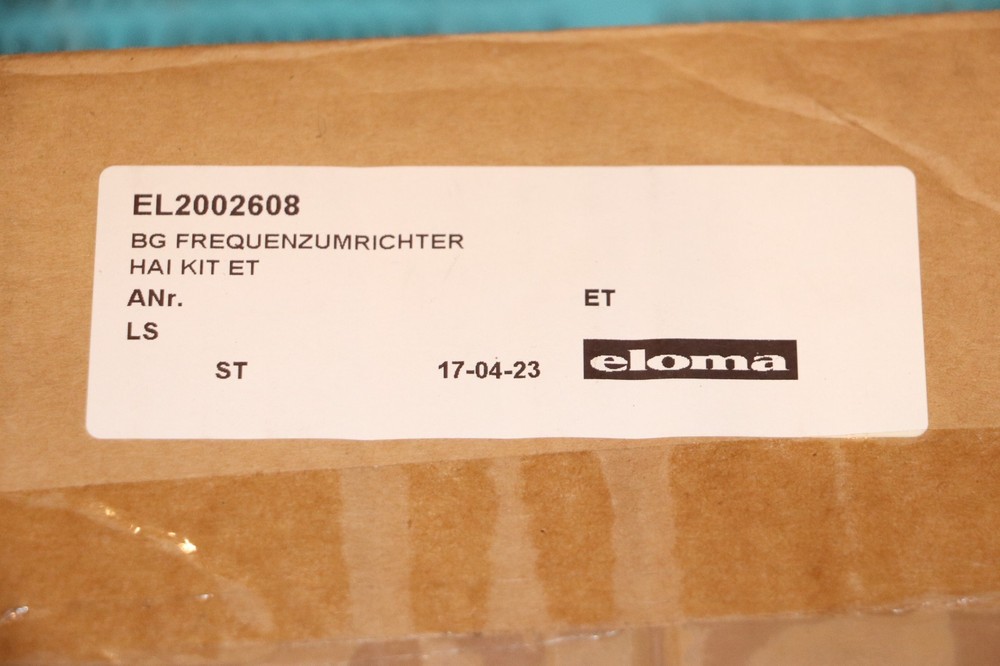 EL2002608
BG FREQUENZUMRICHTER
HAI KIT ET
ANr. ET
LS
ST 17-04-23 eloma